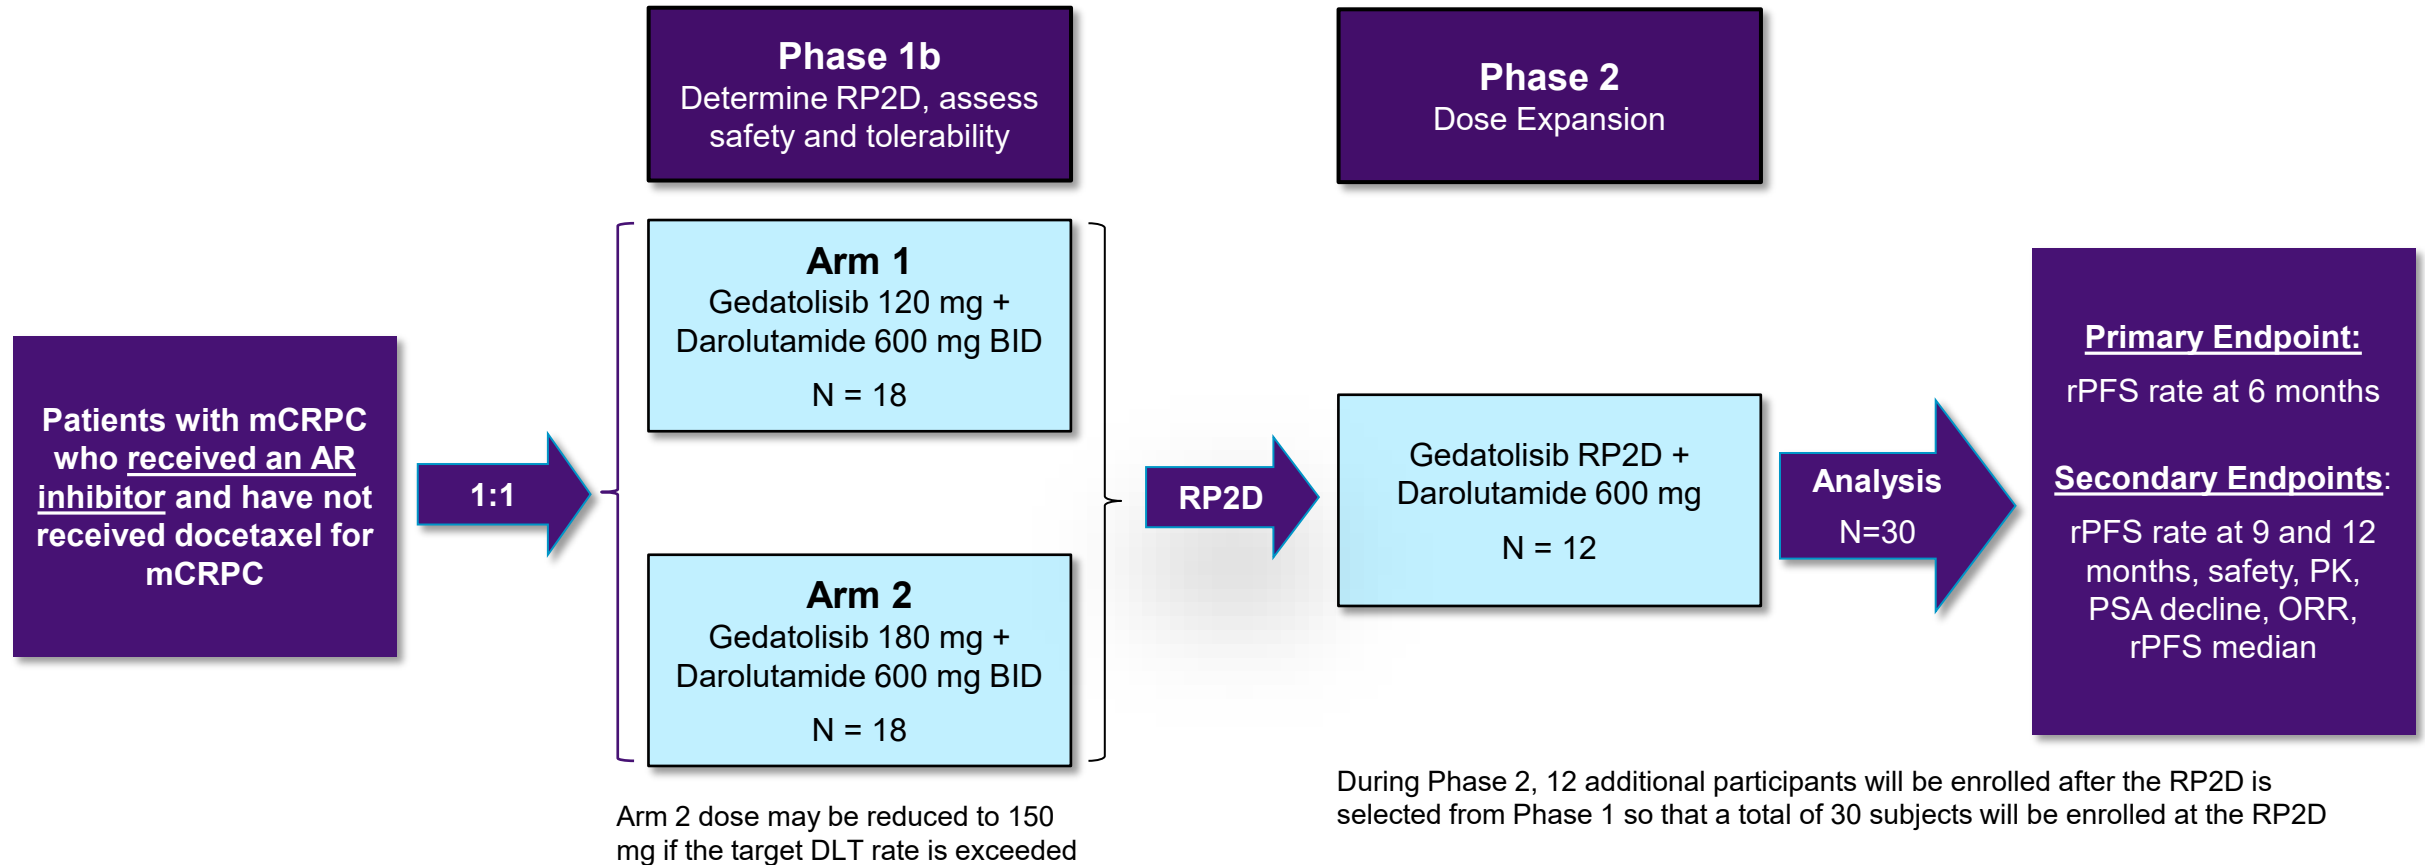 Phase 1b
Determine RP2D, assess
safety and tolerability
Phase 2
Dose Expansion
Patients with mCRPC
who received an AR
inhibitor and have not
received docetaxel for
mCRPC
1:1
Arm 1
Gedatolisib 120 mg +
Darolutamide 600 mg BID
N = 18
Arm 2
Gedatolisib 180 mg +
Darolutamide 600 mg BID
N = 18
Arm 2 dose may be reduced to 150
mg if the target DLT rate is exceeded
RP2D
Gedatolisib RP2D +
Darolutamide 600 mg
N = 12
During Phase 2, 12 additional participants will be enrolled after the RP2D is
selected from Phase 1 so that a total of 30 subjects will be enrolled at the RP2D
Analysis
N=30
Primary Endpoint:
rPFS rate at 6 months
Secondary Endpoints:
rPFS rate at 9 and 12
months, safety, PK,
PSA decline, ORR,
rPFS median